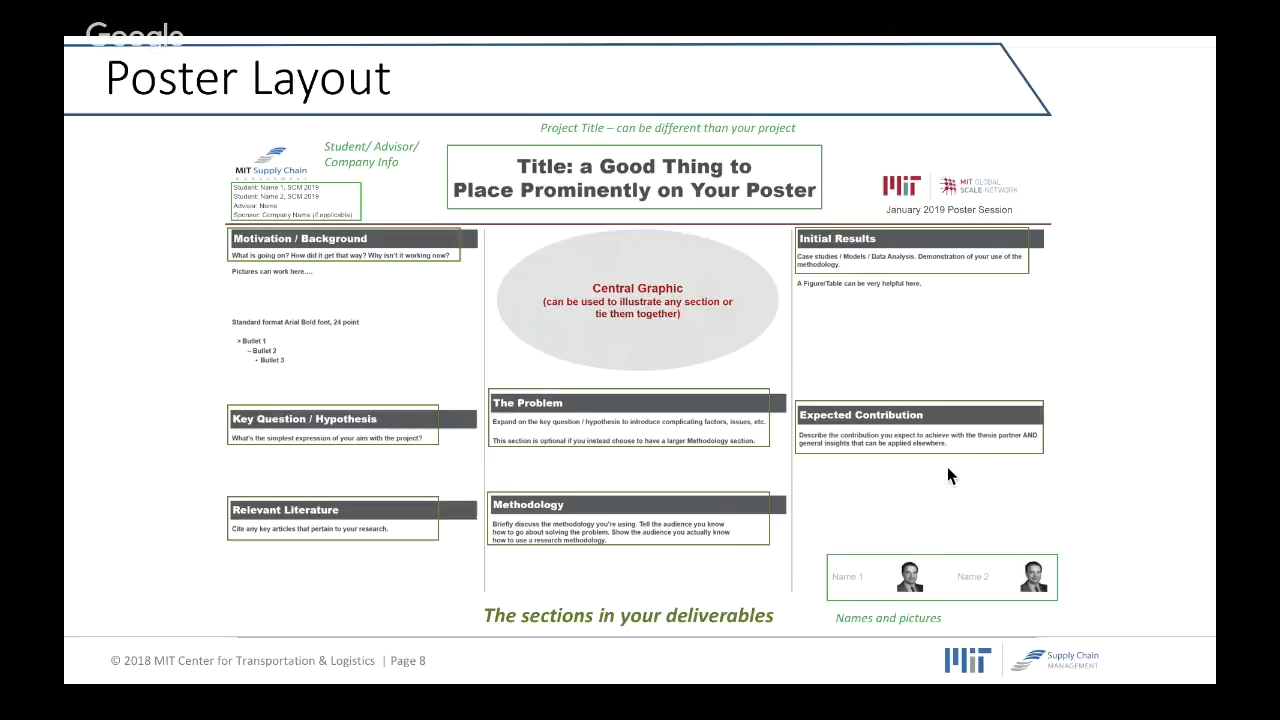 Google
Poster Layout
Project Title – can be different than your project
Student/ Advisor/
Company Info
MIT Supply Chain
MANAGEMENT
Student: Name 1, SCM 2019
Student: Name 2, SCM 2019
Advisor: Name
Sponsor: Company Name (if applicable)
Title: a Good Thing to
Place Prominently on Your Poster
MIT GLOBAL
SCALE NETWORK
January 2019 Poster Session
Motivation / Background
What is going on? How did it get that way? Why isn't it working now?
Pictures can work here....
Standard format Arial Bold font, 24 point
> Bullet 1
– Bullet 2
• Bullet 3
Key Question / Hypothesis
What's the simplest expression of your aim with the project?
Relevant Literature
Cite any key articles that pertain to your research.
Central Graphic
(can be used to illustrate any section or
tie them together)
The Problem
Expand on the key question / hypothesis to introduce complicating factors, issues, etc.
This section is optional if you instead choose to have a larger Methodology section.
Methodology
Briefly discuss the methodology you're using. Tell the audience you know
how to go about solving the problem. Show the audience you actually know
how to use a research methodology.
Initial Results
Case studies / Models / Data Analysis. Demonstration of your use of the
methodology.
A Figure/Table can be very helpful here.
Expected Contribution
Describe the contribution you expect to achieve with the thesis partner AND
general insights that can be applied elsewhere.
Name 1
Name 2
The sections in your deliverables
Names and pictures
© 2018 MIT Center for Transportation & Logistics | Page 8
Supply Chain
MANAGEMENT